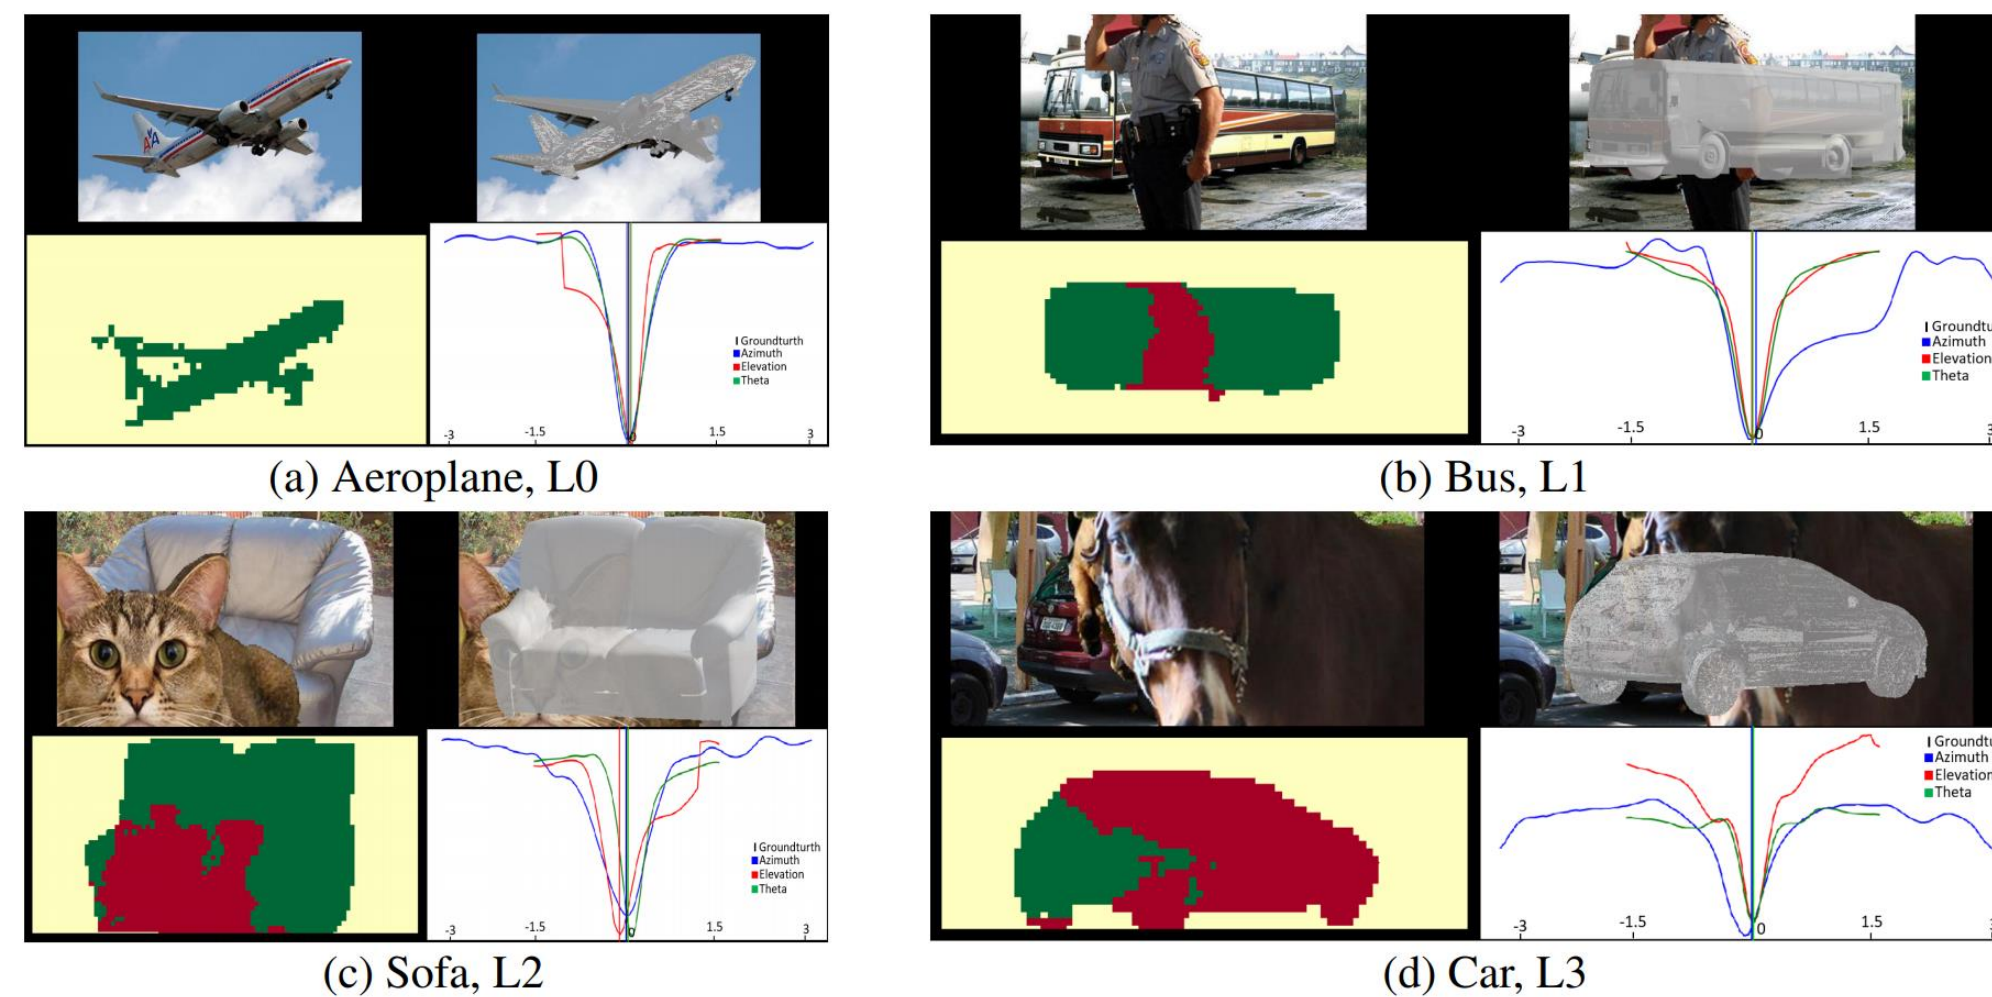 AA
Groundturth
Azimuth
Elevation
Theta
-3 -1.5 0 1.5 3
(a) Aeroplane, L0
Groundtu
Azimuth
Elevation
Theta
-3 -1.5 0 1.5 3
(b) Bus, L1
Groundturth
Azimuth
Elevation
Theta
-3 -1.5 0 1.5 3
(c) Sofa, L2
Groundtu
Azimuth
Elevation
Theta
-3 -1.5 0 1.5 3
(d) Car, L3